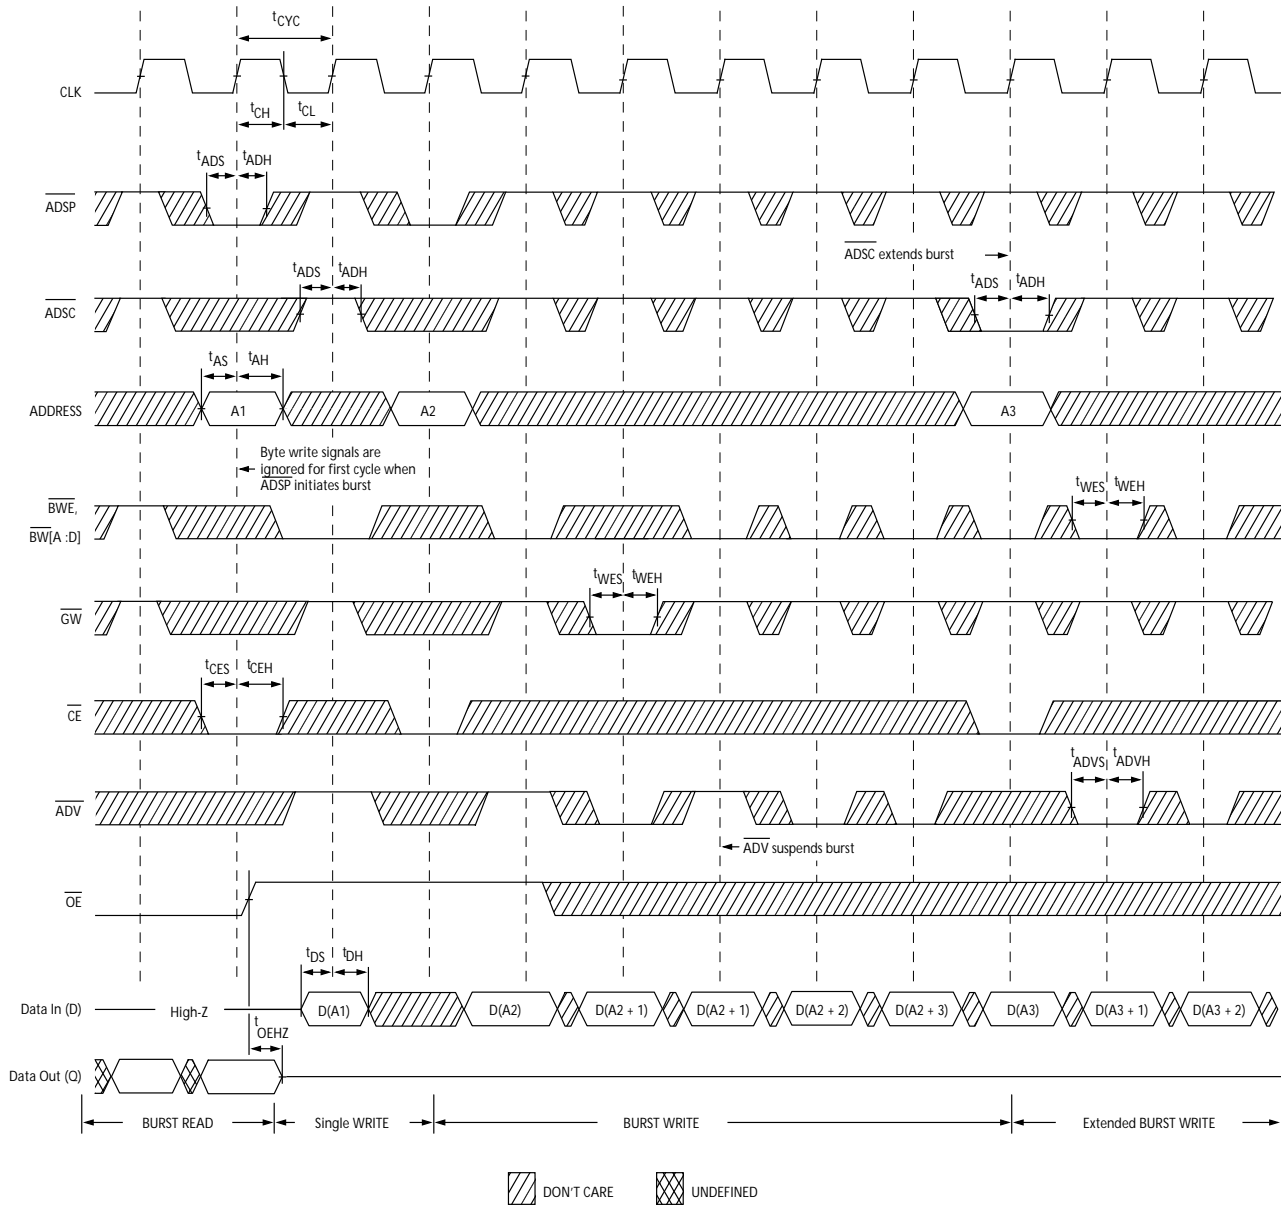 tCYC
CLK
tCH tCL
tADS tADH
ADSP
ADSC extends burst
tADS tADH tADS tADH
ADSC
tAS tAH
ADDRESS A1 A2 A3
Byte write signals are
ignored for first cycle when
ADSP initiates burst
tWES tWEH
BWE,
BW[A :D]
tWES tWEH
GW
tCES tCEH
CE
tADVS tADVH
ADV
ADV suspends burst
OE
tDS tDH
Data In (D) High-Z D(A1) D(A2) D(A2 + 1) D(A2 + 1) D(A2 + 2) D(A2 + 3) D(A3) D(A3 + 1) D(A3 + 2)
tOEHZ
Data Out (Q)
BURST READ Single WRITE BURST WRITE Extended BURST WRITE
DON'T CARE UNDEFINED